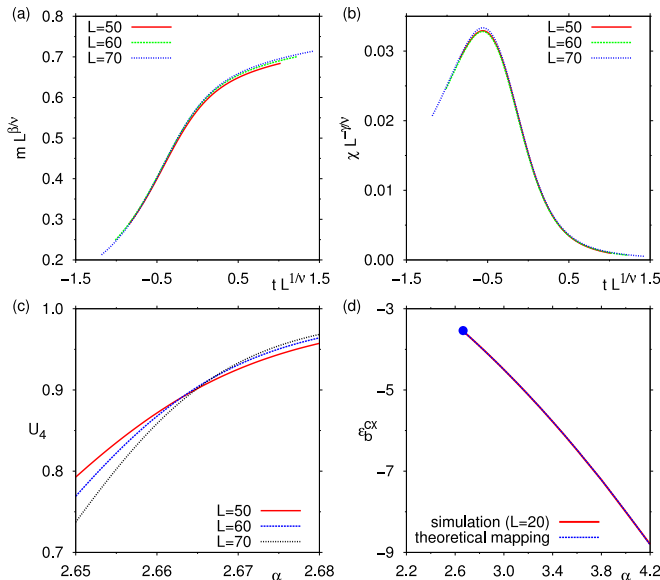 (a)
0.8
0.7
0.6
0.5
0.4
0.3
0.2
−1.5
−0.5
0.5
1.5
m L^β/ν
t L^1/ν
L=50
L=60
L=70
(b)
0.03
0.02
0.01
0.00
−1.5
−0.5
0.5
1.5
χ L^−γ/ν
t L^1/ν
L=50
L=60
L=70
(c)
1.0
0.9
0.8
0.7
2.65
2.66
2.67
2.68
U_4
α
L=50
L=60
L=70
(d)
−3
−5
−7
−9
2.2
2.6
3.0
3.4
3.8
4.2
ε_b^cx
α
simulation (L=20)
theoretical mapping